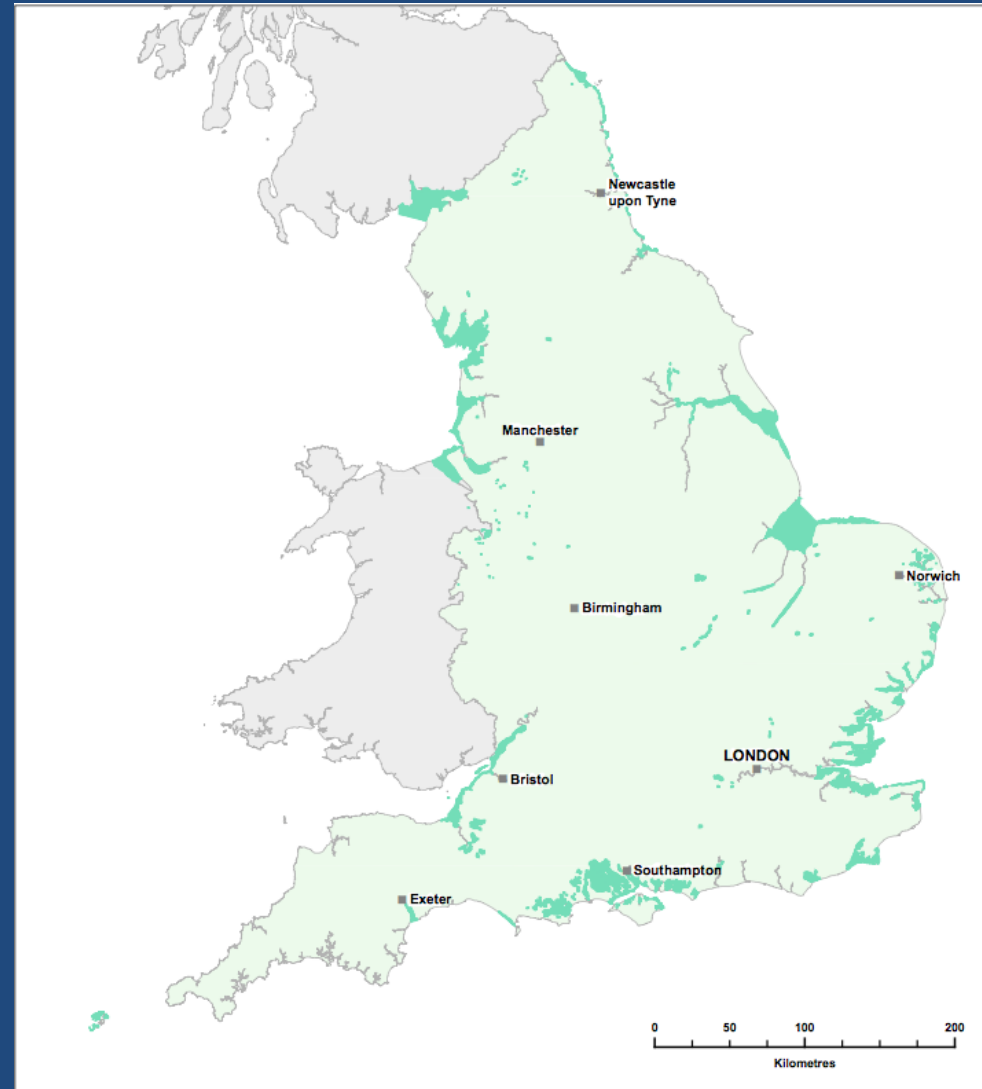 Newcastle
upon Tyne
Manchester
Norwich
Birmingham
LONDON
Bristol
Southampton
Exeter
0 50 100 200
Kilometres